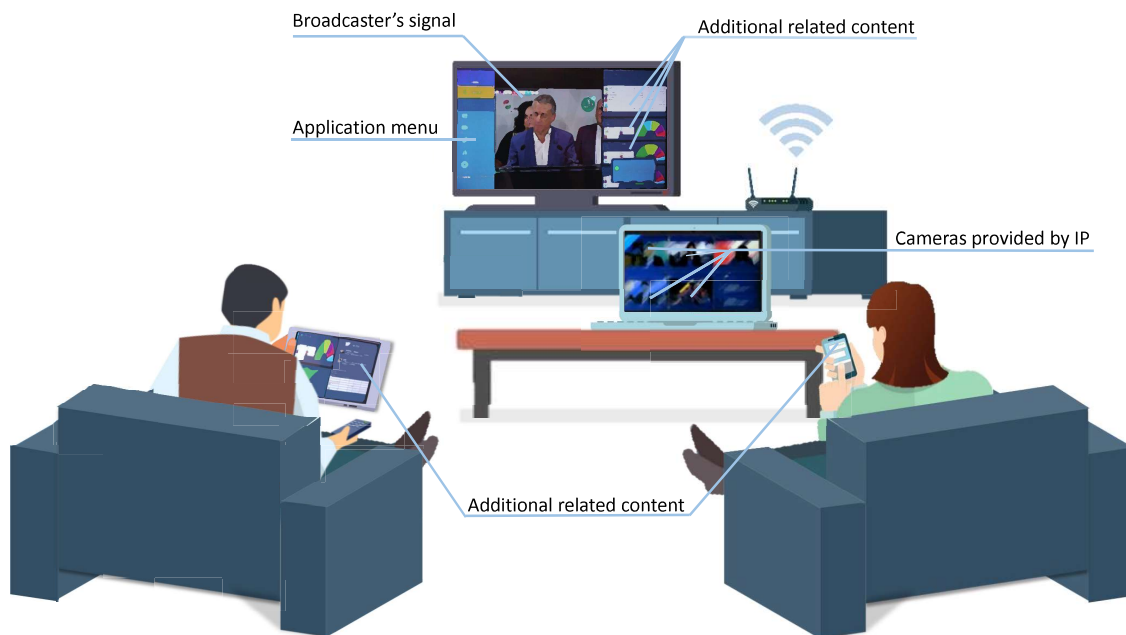 Broadcaster's signal
Additional related content
Application menu
Cameras provided by IP
Additional related content